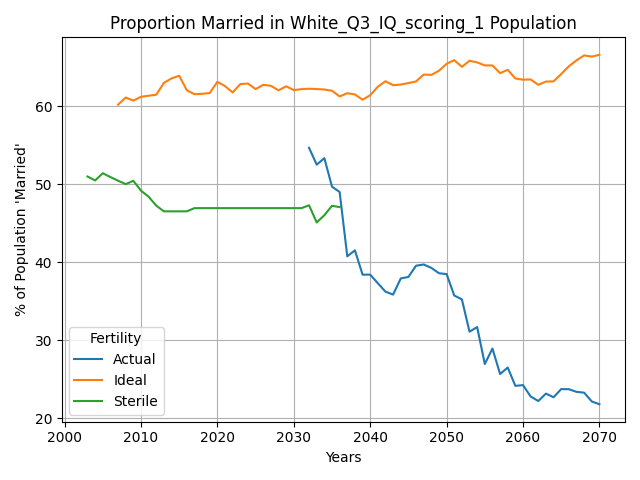 Proportion Married in White_Q3_IQ_scoring_1 Population
% of Population 'Married'
60
50
40
30
20
Fertility
Actual
Ideal
Sterile
2000 2010 2020 2030 2040 2050 2060 2070
Years